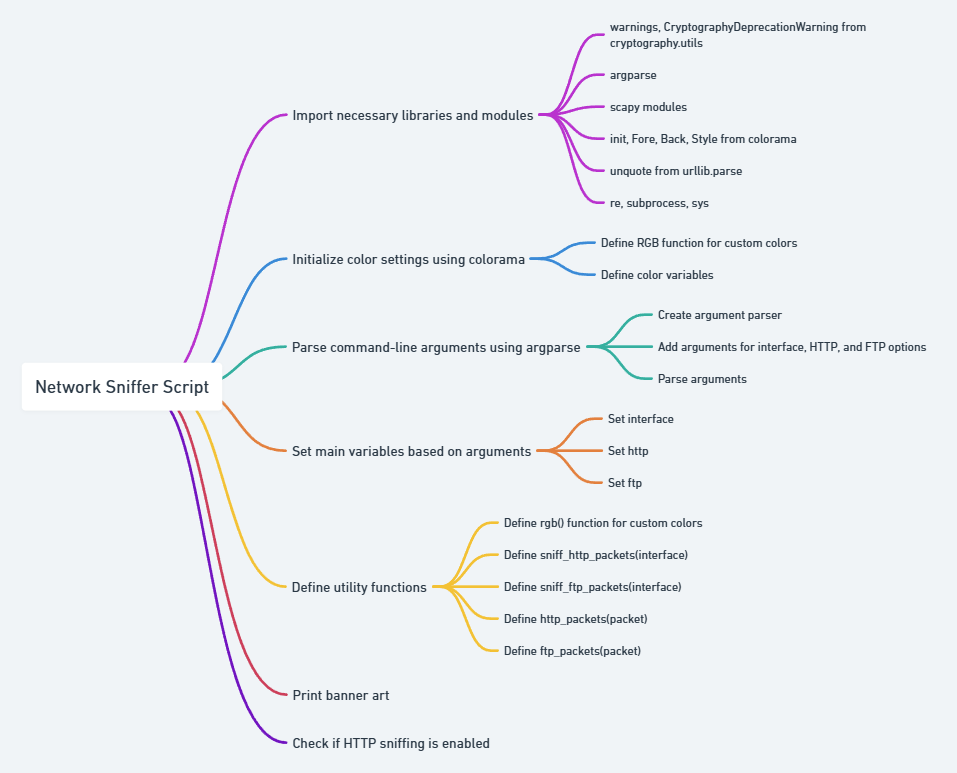 Network Sniffer Script
Import necessary libraries and modules
warnings, CryptographyDeprecationWarning from
cryptography.utils
argparse
scapy modules
init, Fore, Back, Style from colorama
unquote from urllib.parse
re, subprocess, sys
Initialize color settings using colorama
Define RGB function for custom colors
Define color variables
Parse command-line arguments using argparse
Create argument parser
Add arguments for interface, HTTP, and FTP options
Parse arguments
Set main variables based on arguments
Set interface
Set http
Set ftp
Define utility functions
Define rgb() function for custom colors
Define sniff_http_packets(interface)
Define sniff_ftp_packets(interface)
Define http_packets(packet)
Define ftp_packets(packet)
Print banner art
Check if HTTP sniffing is enabled